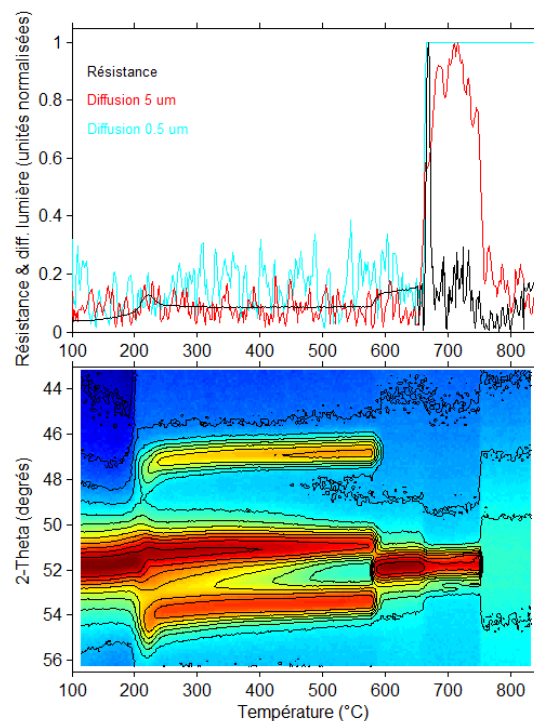 Résistance & diff. lumière (unités normalisées)
1
0.8
0.6
0.4
0.2
0
Résistance
Diffusion 5 um
Diffusion 0.5 um
100 200 300 400 500 600 700 800
2-Theta (degrés)
44
46
48
50
52
54
56
100 200 300 400 500 600 700 800
Température (°C)